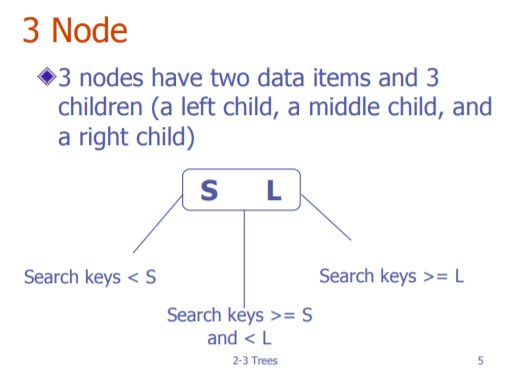 3 Node
3 nodes have two data items and 3
children (a left child, a middle child, and
a right child)
S L
Search keys < S
Search keys >= L
Search keys >= S
and < L
2-3 Trees
5